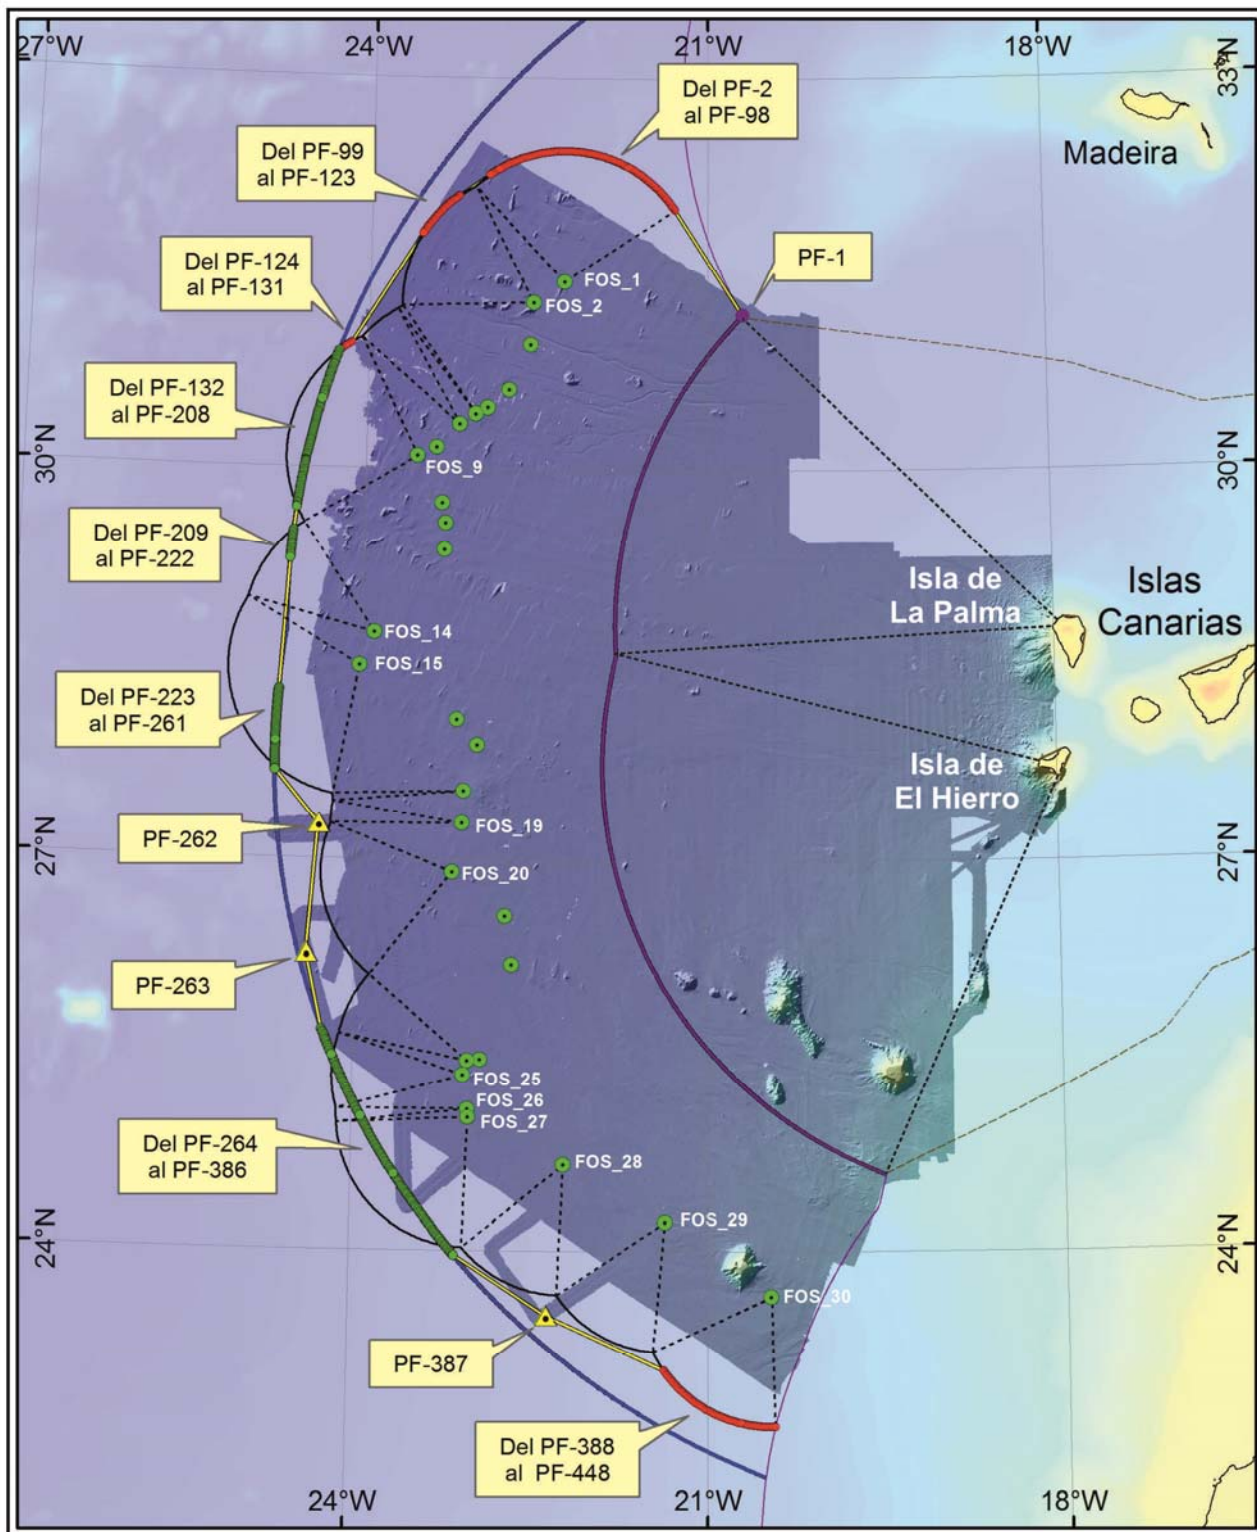 27°W
24°W
21°W
18°W
33°N
Del PF-2
al PF-98
Madeira
Del PF-99
al PF-123
PF-1
Del PF-124
al PF-131
FOS_1
FOS_2
Del PF-132
al PF-208
30°N
30°N
FOS_9
Del PF-209
al PF-222
Isla de
La Palma
Islas
Canarias
FOS_14
FOS_15
Del PF-223
al PF-261
Isla de
El Hierro
PF-262
FOS_19
27°N
27°N
FOS_20
PF-263
FOS_25
FOS_26
FOS_27
Del PF-264
al PF-386
FOS_28
FOS_29
24°N
24°N
FOS_30
PF-387
Del PF-388
al PF-448
24°W
21°W
18°W